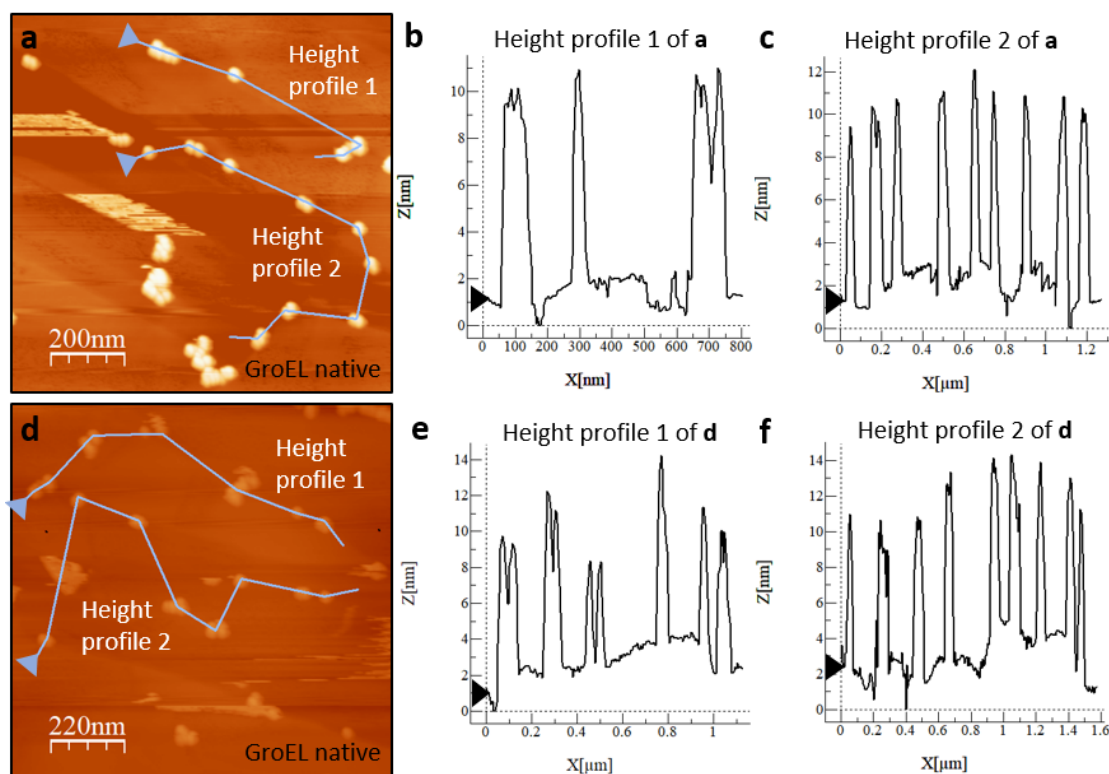 a
Height
profile 1
Height
profile 2
200nm
GroEL native
b
Height profile 1 of a
Z[nm]
10
8
6
4
2
0
0 100 200 300 400 500 600 700 800
X[nm]
c
Height profile 2 of a
Z[nm]
12
10
8
6
4
2
0
0 0.2 0.4 0.6 0.8 1 1.2
X[µm]
d
Height
profile 1
Height
profile 2
220nm
GroEL native
e
Height profile 1 of d
Z[nm]
14
12
10
8
6
4
2
0
0 0.2 0.4 0.6 0.8 1
X[µm]
f
Height profile 2 of d
Z[nm]
14
12
10
8
6
4
2
0
0 0.2 0.4 0.6 0.8 1 1.2 1.4 1.6
X[µm]